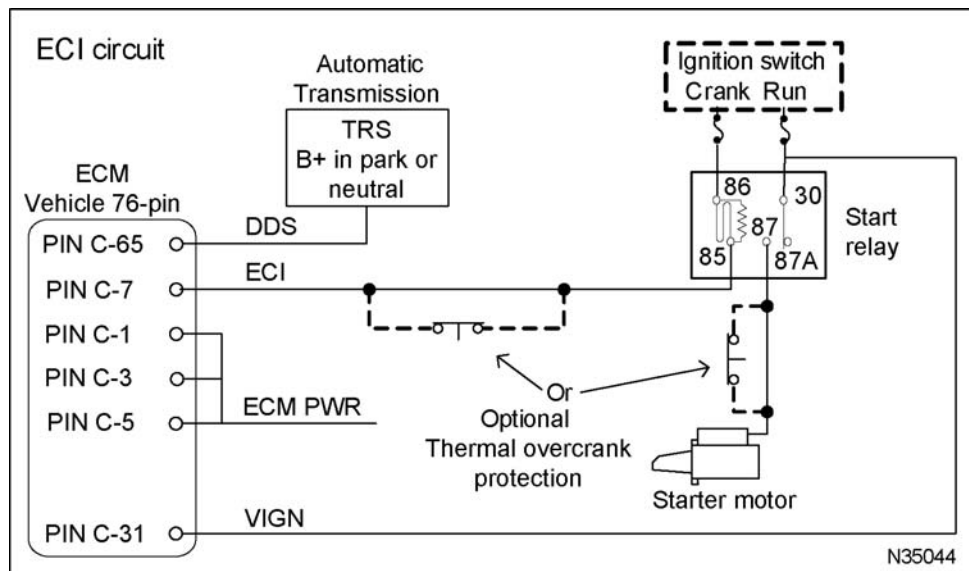 ECI circuit
Automatic
Transmission
TRS
B+ in park or
neutral
Ignition switch
Crank Run
ECM
Vehicle 76-pin
PIN C-65
DDS
PIN C-7
ECI
PIN C-1
PIN C-3
PIN C-5
ECM PWR
PIN C-31
VIGN
86
30
87
85
87A
Start
relay
Or
Optional
Thermal overcrank
protection
Starter motor
N35044